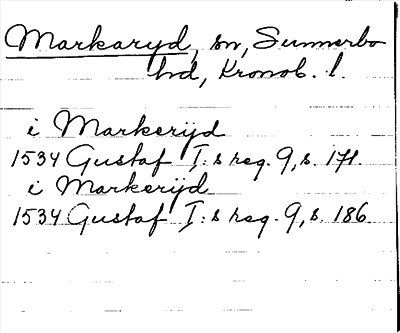 Markaryd, sn, Sunnerbo
hd, Kronob. l.
i Markerijd
1534 Gustaf I:s reg. 9, s. 171
i Markerijd
1534 Gustaf I:s reg. 9, s. 186